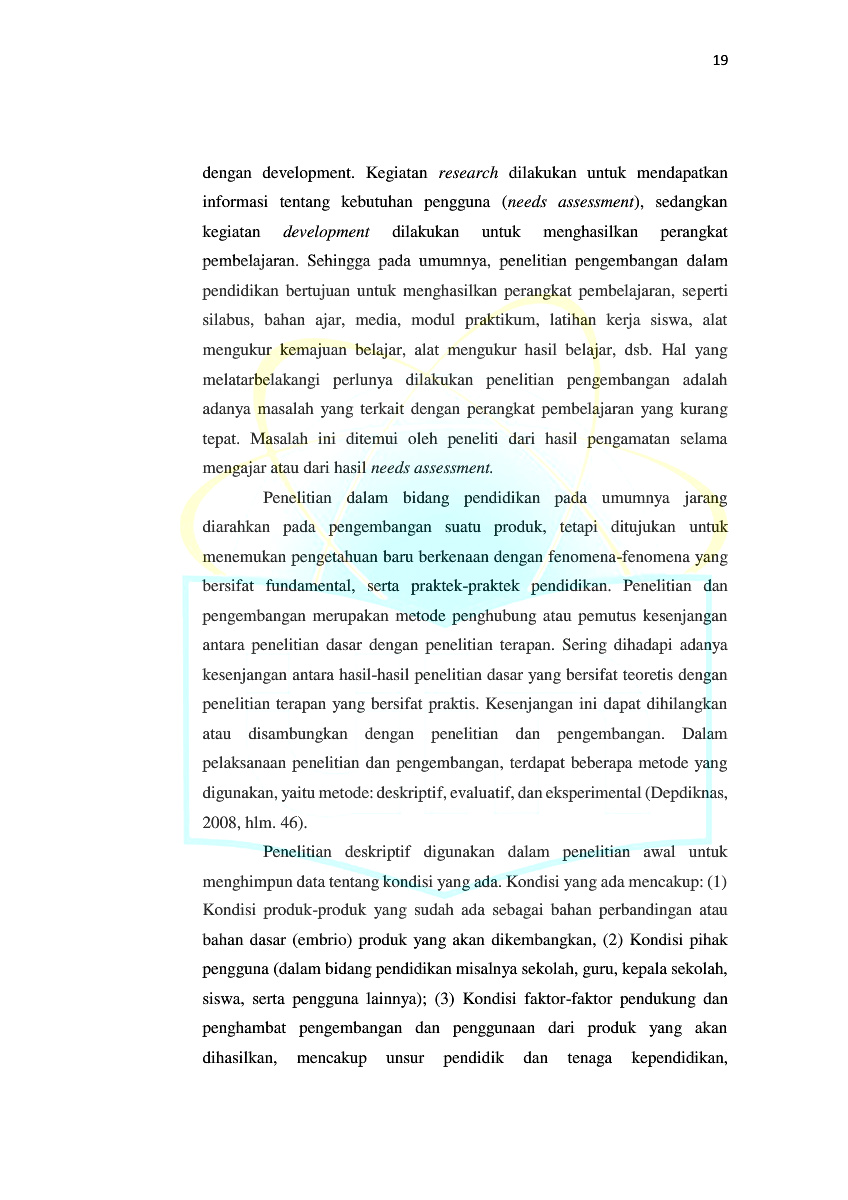 19
dengan development. Kegiatan research dilakukan untuk mendapatkan
informasi tentang kebutuhan pengguna (needs assessment), sedangkan
kegiatan development dilakukan untuk menghasilkan perangkat
pembelajaran. Sehingga pada umumnya, penelitian pengembangan dalam
pendidikan bertujuan untuk menghasilkan perangkat pembelajaran, seperti
silabus, bahan ajar, media, modul praktikum, latihan kerja siswa, alat
mengukur kemajuan belajar, alat mengukur hasil belajar, dsb. Hal yang
melatarbelakangi perlunya dilakukan penelitian pengembangan adalah
adanya masalah yang terkait dengan perangkat pembelajaran yang kurang
tepat. Masalah ini ditemui oleh peneliti dari hasil pengamatan selama
mengajar atau dari hasil needs assessment.
Penelitian dalam bidang pendidikan pada umumnya jarang
diarahkan pada pengembangan suatu produk, tetapi ditujukan untuk
menemukan pengetahuan baru berkenaan dengan fenomena-fenomena yang
bersifat fundamental, serta praktek-praktek pendidikan. Penelitian dan
pengembangan merupakan metode penghubung atau pemutus kesenjangan
antara penelitian dasar dengan penelitian terapan. Sering dihadapi adanya
kesenjangan antara hasil-hasil penelitian dasar yang bersifat teoretis dengan
penelitian terapan yang bersifat praktis. Kesenjangan ini dapat dihilangkan
atau disambungkan dengan penelitian dan pengembangan. Dalam
pelaksanaan penelitian dan pengembangan, terdapat beberapa metode yang
digunakan, yaitu metode: deskriptif, evaluatif, dan eksperimental (Depdiknas,
2008, hlm. 46).
Penelitian deskriptif digunakan dalam penelitian awal untuk
menghimpun data tentang kondisi yang ada. Kondisi yang ada mencakup: (1)
Kondisi produk-produk yang sudah ada sebagai bahan perbandingan atau
bahan dasar (embrio) produk yang akan dikembangkan, (2) Kondisi pihak
pengguna (dalam bidang pendidikan misalnya sekolah, guru, kepala sekolah,
siswa, serta pengguna lainnya); (3) Kondisi faktor-faktor pendukung dan
penghambat pengembangan dan penggunaan dari produk yang akan
dihasilkan, mencakup unsur pendidik dan tenaga kependidikan,